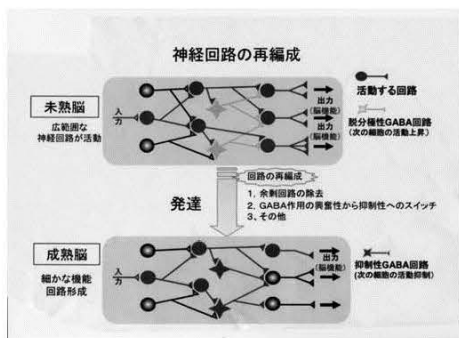 神経回路の再編成
未熟脳
広範囲な
神経回路が活動
入
力
出力
(脳機能)
出力
(脳機能)
活動する回路
脱分極性GABA回路
(次の細胞の活動上昇)
発達
回路の再編成
1, 余剰回路の除去
2, GABA作用の興奮性から抑制性へのスイッチ
3、その他
成熟脳
細かな機能
回路形成
入
力
出力
(脳機能)
抑制性GABA回路
(次の細胞の活動抑制)